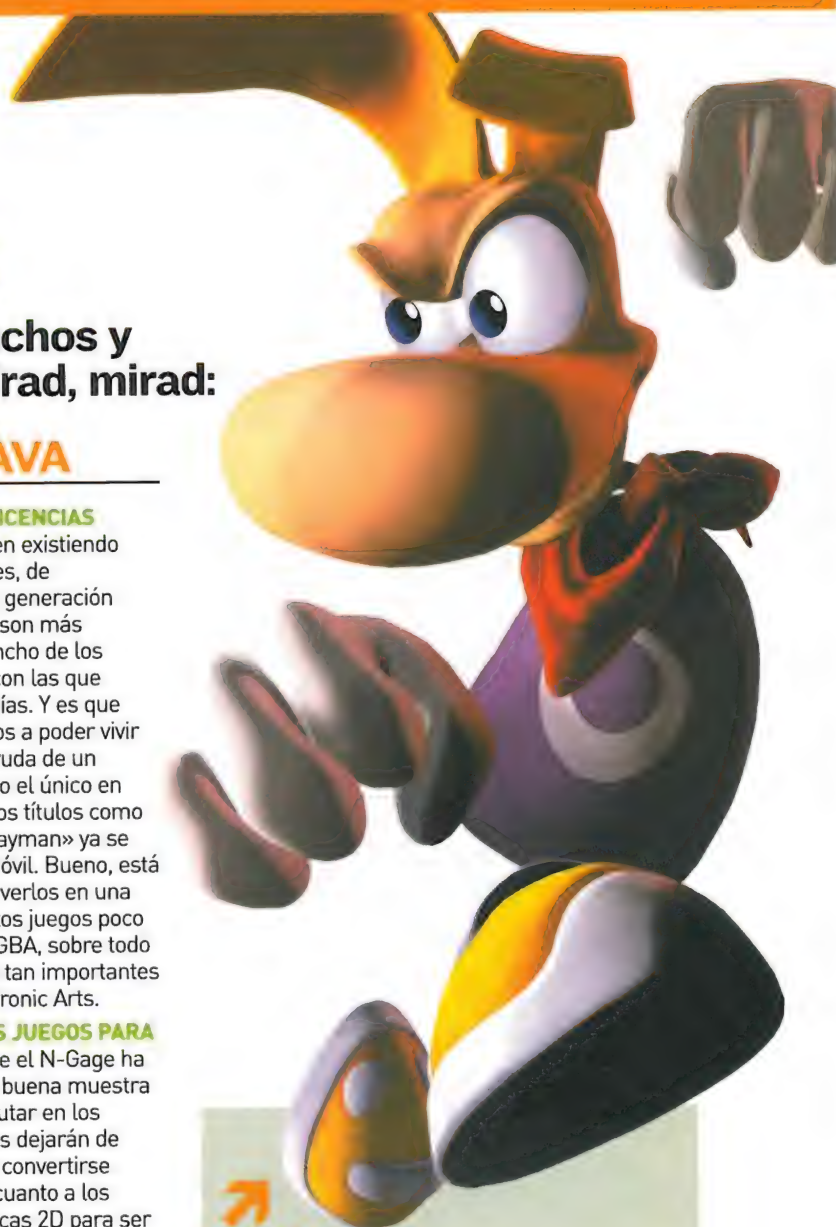 chos y
rad, mirad:
AVA
ICENCIAS
en existiendo
es, de
generación
son más
ncho de los
con las que
ías. Y es que
os a poder vivir
uda de un
o el único en
os títulos como
ayman» ya se
óvil. Bueno, está
verlos en una
tos juegos poco
GBA, sobre todo
tan importantes
ronic Arts.
S JUEGOS PARA
e el N-Gage ha
buena muestra
utar en los
s dejarán de
convertirse
cuanto a los
cas 2D para ser